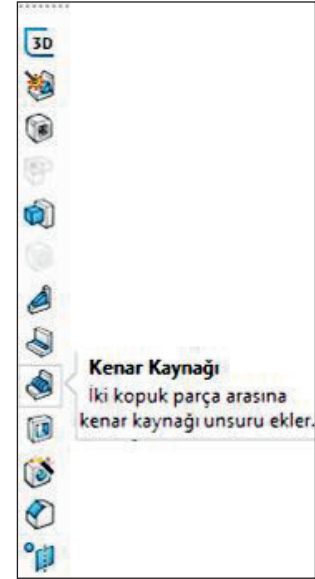 3D
Kenar Kaynağı
İki kopuk parça arasına
kenar kaynağı unsuru ekler.